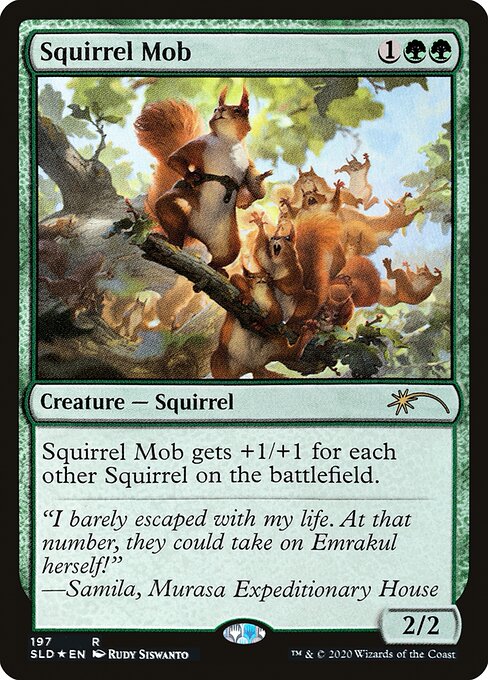 Squirrel Mob 1
Creature — Squirrel
Squirrel Mob gets +1/+1 for each
other Squirrel on the battlefield.
“I barely escaped with my life. At that
number, they could take on Emrakul
herself!”
—Samila, Murasa Expeditionary House
2/2
197 R
SLD ★ EN Rudy Siswanto
™ & © 2020 Wizards of the Coast